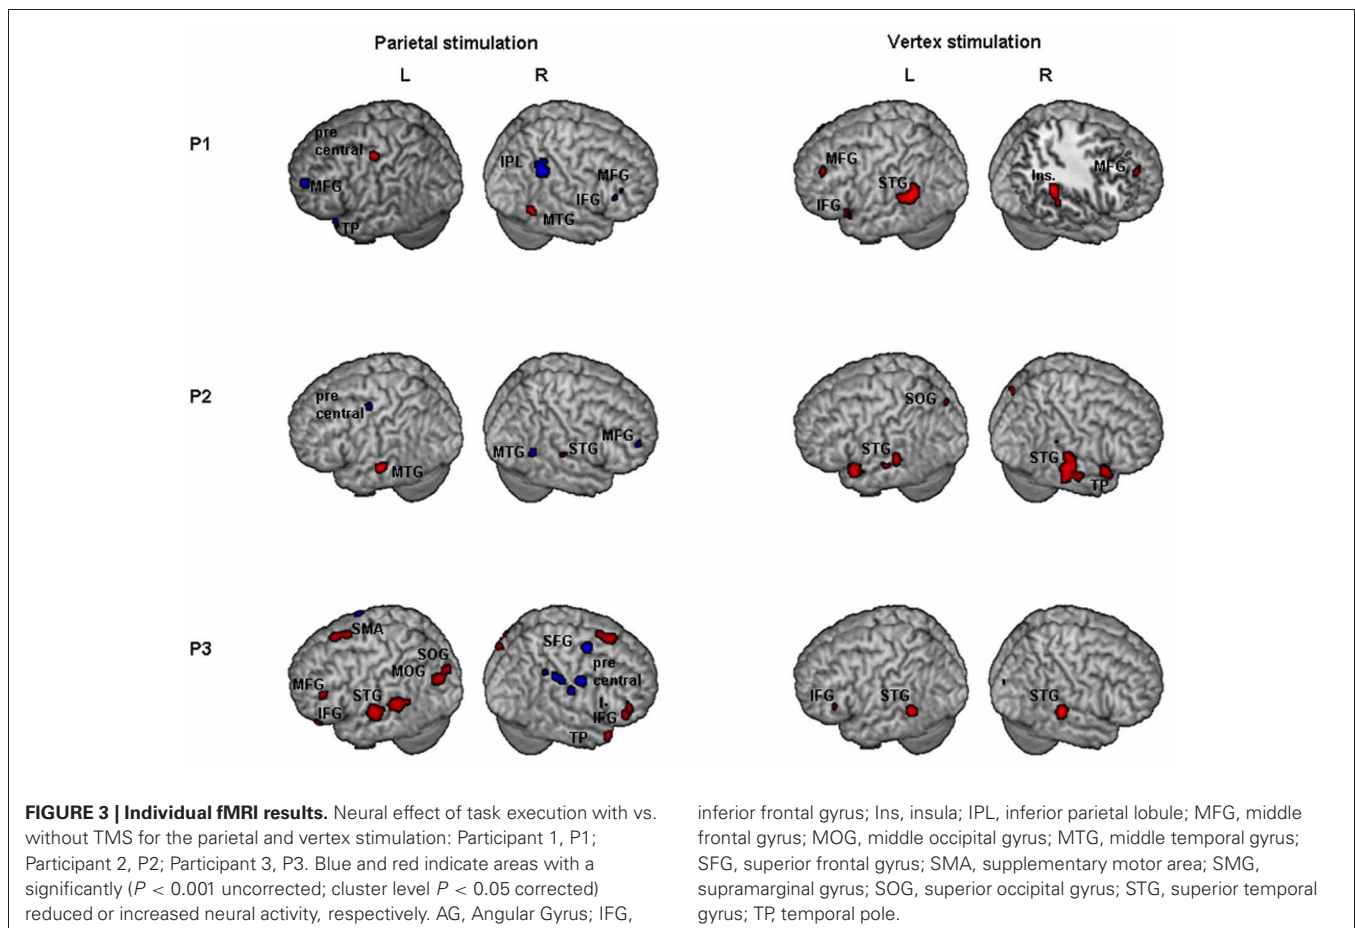 Parietal stimulation
Vertex stimulation
L
R
L
R
P1
pre
central
MFG
TP
IPL
MFG
IFG
MTG
MFG
STG
IFG
Ins.
MFG
P2
pre
central
MTG
MTG
STG
MFG
SOG
STG
STG
TP
P3
SMA
SOG
MOG
MFG
STG
IFG
SFG
pre
central
I.
IFG
TP
IFG
STG
STG
FIGURE 3 | Individual fMRI results. Neural effect of task execution with vs.
without TMS for the parietal and vertex stimulation: Participant 1, P1;
Participant 2, P2; Participant 3, P3. Blue and red indicate areas with a
significantly (P < 0.001 uncorrected; cluster level P < 0.05 corrected)
reduced or increased neural activity, respectively. AG, Angular Gyrus; IFG,
inferior frontal gyrus; Ins, insula; IPL, inferior parietal lobule; MFG, middle
frontal gyrus; MOG, middle occipital gyrus; MTG, middle temporal gyrus;
SFG, superior frontal gyrus; SMA, supplementary motor area; SMG,
supramarginal gyrus; SOG, superior occipital gyrus; STG, superior temporal
gyrus; TP, temporal pole.